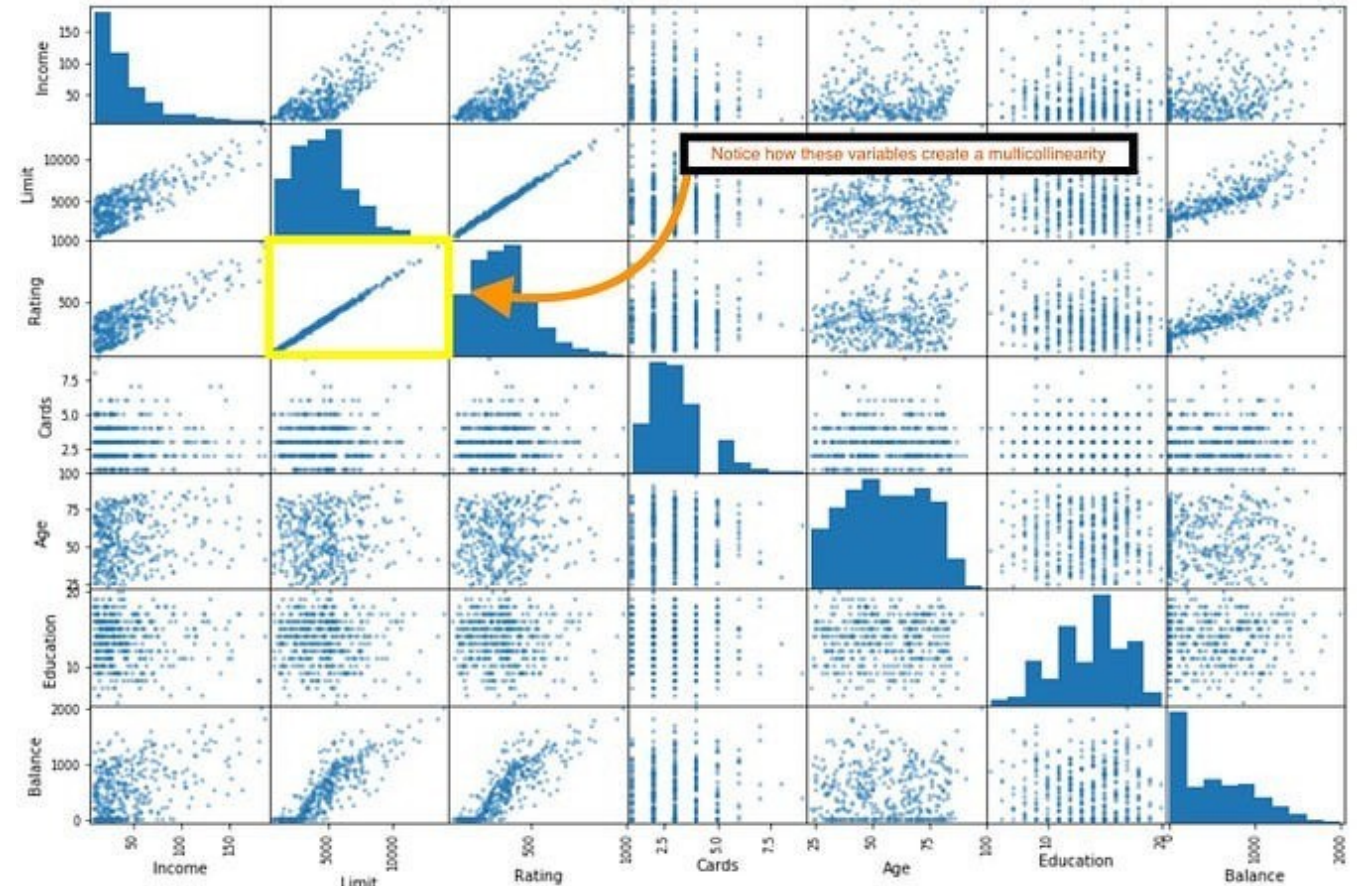 Income
150
100
50
Limit
10000
5000
Notice how these variables create a multicollinearity
Rating
1000
500
Cards
7.5
5.0
2.5
Age
100
75
50
25
Education
20
10
Balance
2000
1000
0
50 100 150
Income
5000 10000
Limit
500 1000
Rating
2.5 5.0 7.5
Cards
25 50 75 100
Age
10 20
Education
0 1000 2000
Balance